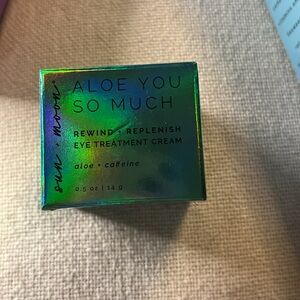 sun + moon
ALOE YOU
SO MUCH
REWIND + REPLENISH
EYE TREATMENT CREAM
aloe + caffeine
0.5 oz | 14 g